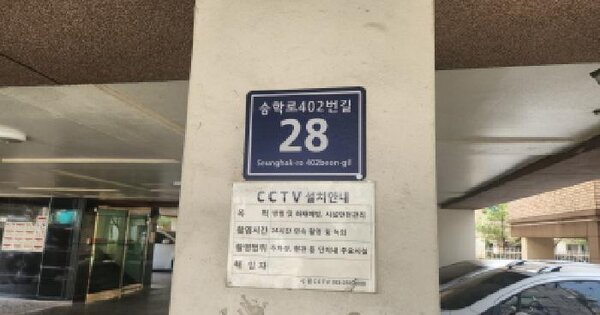 승학로402번길
28
Seunghak-ro 402beon-gil
CCTV 설치안내
목 적 방범 및 화재예방, 시설안전관리
촬영시간 24시간 연속 촬영 및 녹화
촬영범위 주차장, 현관 등 단지내 주요시설
책 임 자